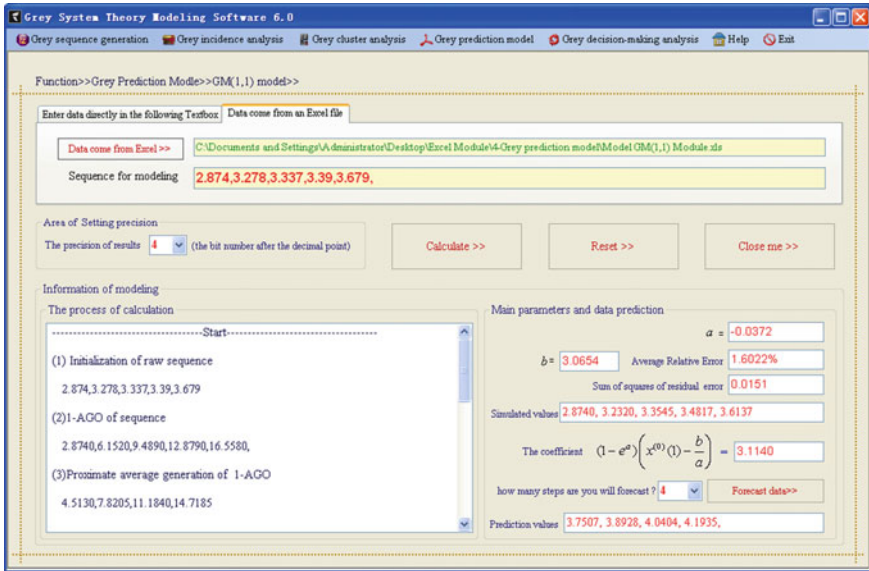 Grey System Theory Modeling Software 6.0
Grey sequence generation Grey incidence analysis Grey cluster analysis Grey prediction model Grey decision-making analysis Help Exit
Function>>Grey Prediction Modle>>GM(1,1) model>>
Enter data directly in the following Textbox Data come from an Excel file
Data come from Excel >> C:\Documents and Settings\Administrator\Desktop\Excel Module\4-Grey prediction model\Model GM(1,1) Module.xls
Sequence for modeling 2.874,3.278,3.337,3.39,3.679,
Area of Setting precision
The precision of results 4 (the bit number after the decimal point)
Calculate >> Reset >> Close me >>
Information of modeling
The process of calculation
-------------------------------------Start-------------------------------------
(1) Initialization of raw sequence
2.874,3.278,3.337,3.39,3.679
(2)1-AGO of sequence
2.8740,6.1520,9.4890,12.8790,16.5580,
(3)Proximate average generation of 1-AGO
4.5130,7.8205,11.1840,14.7185
Main parameters and data prediction
a = -0.0372
b= 3.0654 Average Relative Error 1.6022%
Sum of squares of residual error 0.0151
Simulated values 2.8740, 3.2320, 3.3545, 3.4817, 3.6137
The coefficient (1-e^a)(x^(0)(1)-b/a) = 3.1140
how many steps are you will forecast ? 4 Forecast data>>
Prediction values 3.7507, 3.8928, 4.0404, 4.1935,